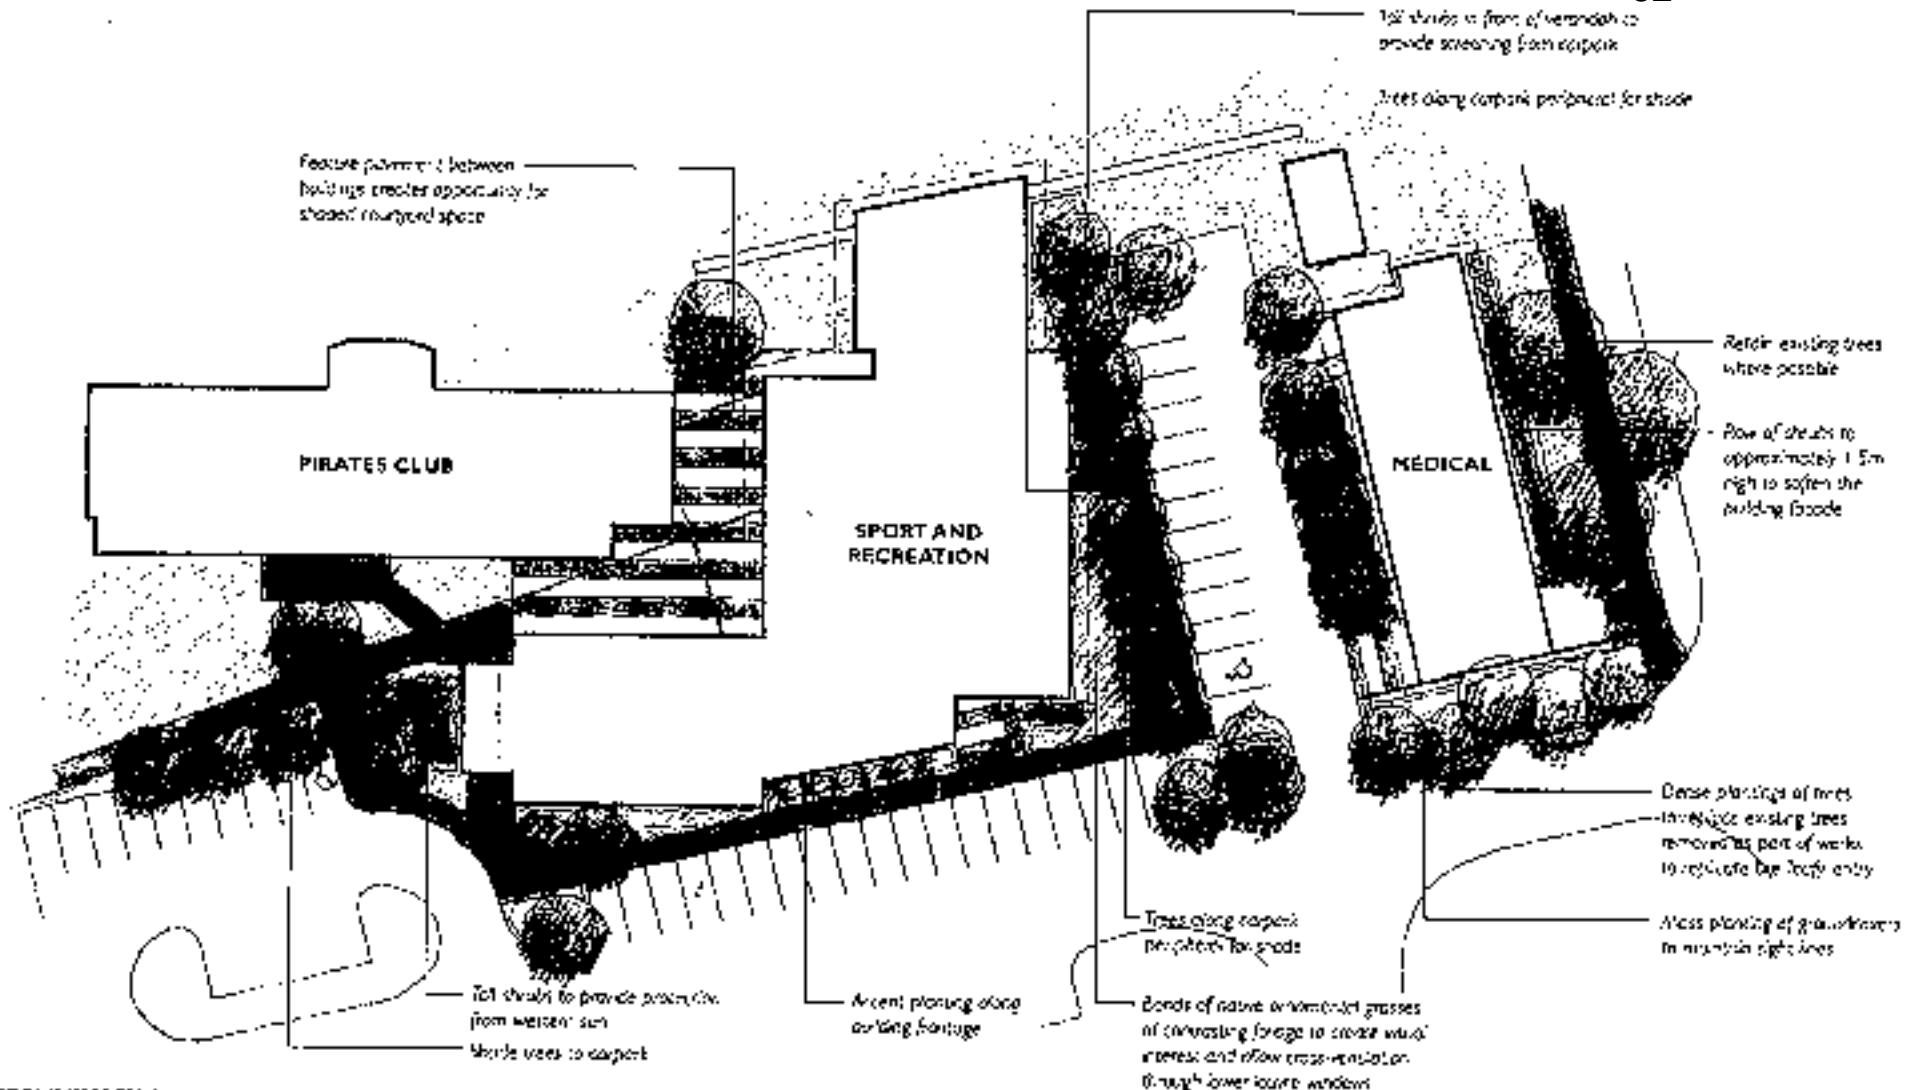 Tall shrubs in front of verandah to
provide screening from carpark
Trees along carpark peripheral for shade
Feature pavement between
buildings creates opportunity for
shaded courtyard space
Retain existing trees
where possible
Row of shrubs to
approximately 1.5m
high to soften the
building facade
PIRATES CLUB
MEDICAL
SPORT AND
RECREATION
Dense plantings of trees
existing trees
removed as part of works
to replicate leafy entry
Trees along carpark
for shade
Mass planting of groundcovers
to maintain sight lines
Tall shrubs to provide protection
from western sun
Accent planting along
building frontage
Bands of native ornamental grasses
of contrasting foliage to create visual
interest and allow cross-ventilation
through lower louvre windows
Shade trees to carpark